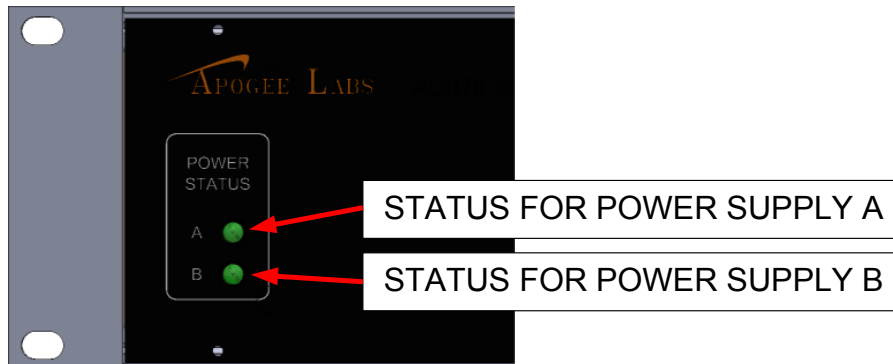 APOGEE LABS
POWER
STATUS
STATUS FOR POWER SUPPLY A
A
STATUS FOR POWER SUPPLY B
B